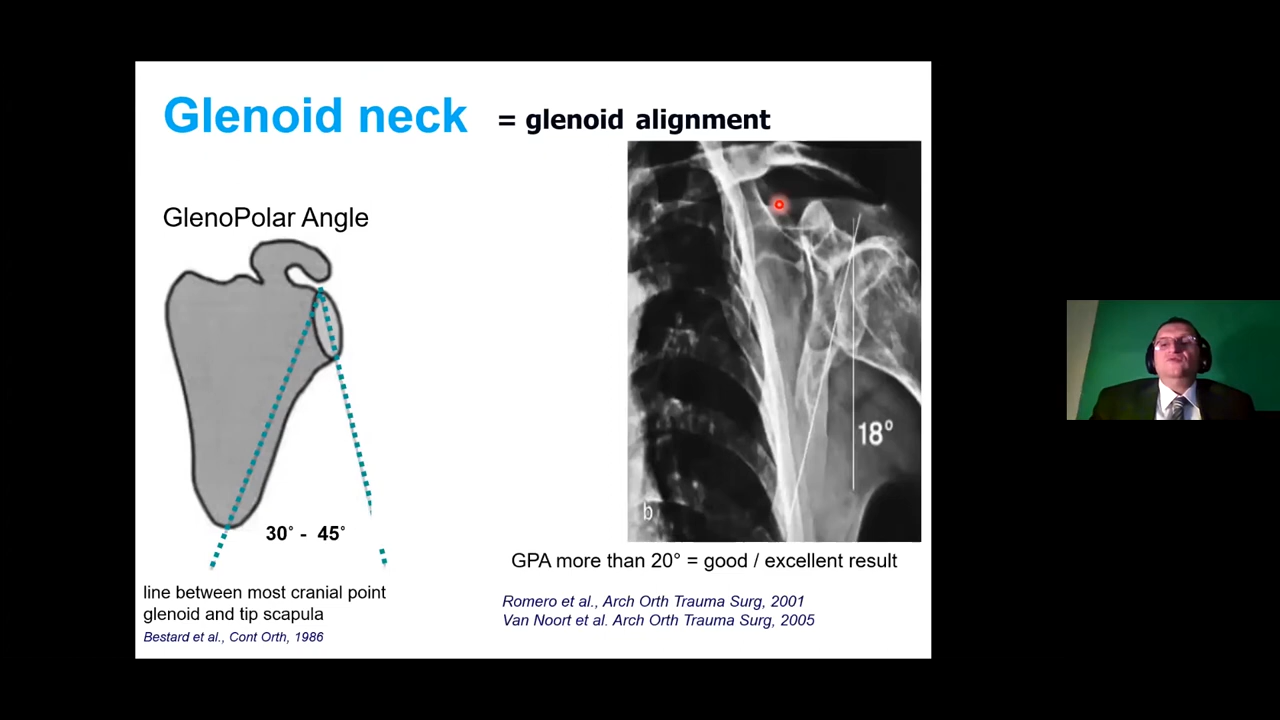 Glenoid neck = glenoid alignment
GlenoPolar Angle
30° - 45°
line between most cranial point
glenoid and tip scapula
Bestard et al., Cont Orth, 1986
18°
b
GPA more than 20° = good / excellent result
Romero et al., Arch Orth Trauma Surg, 2001
Van Noort et al. Arch Orth Trauma Surg, 2005